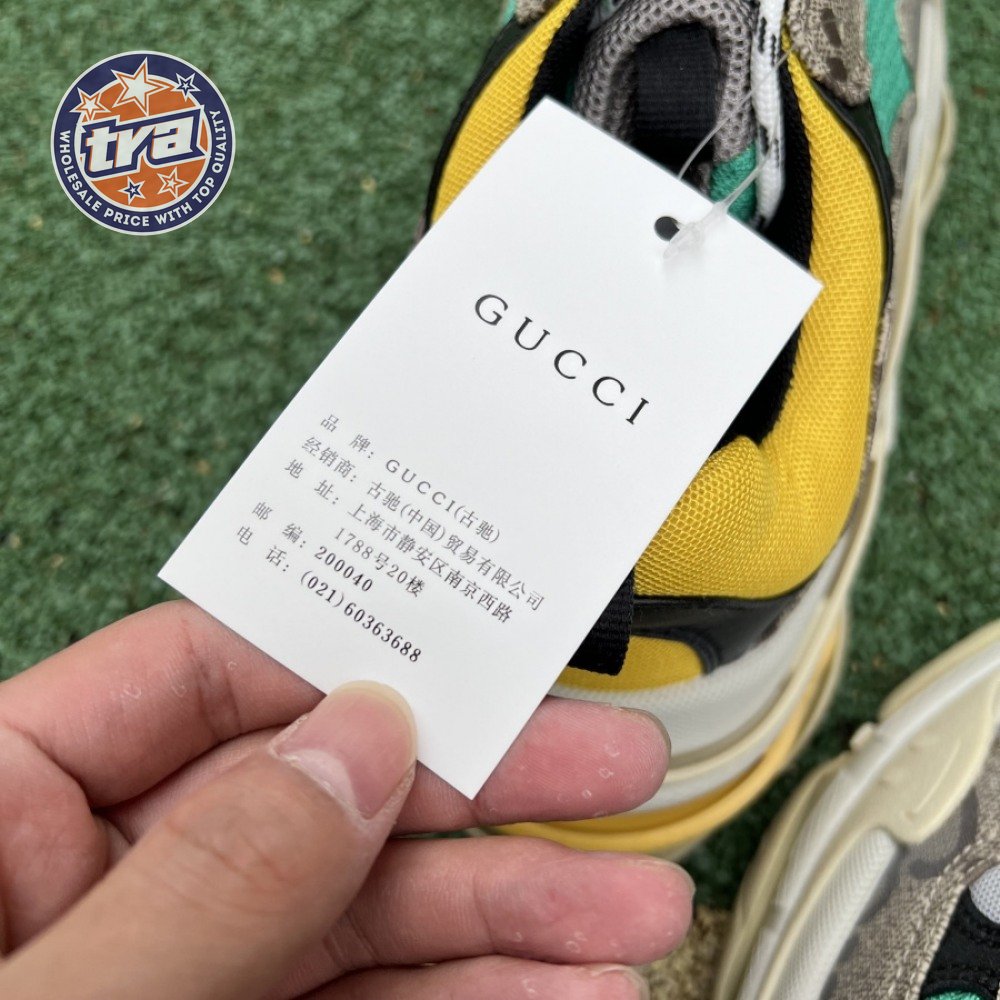 tra
WHOLESALE PRICE WITH TOP QUALITY
GUCCI
品 牌: GUCCI(古驰)
经销商: 古驰(中国)贸易有限公司
地 址: 上海市静安区南京西路
1788号20楼
邮 编: 200040
电 话: (021)60363688